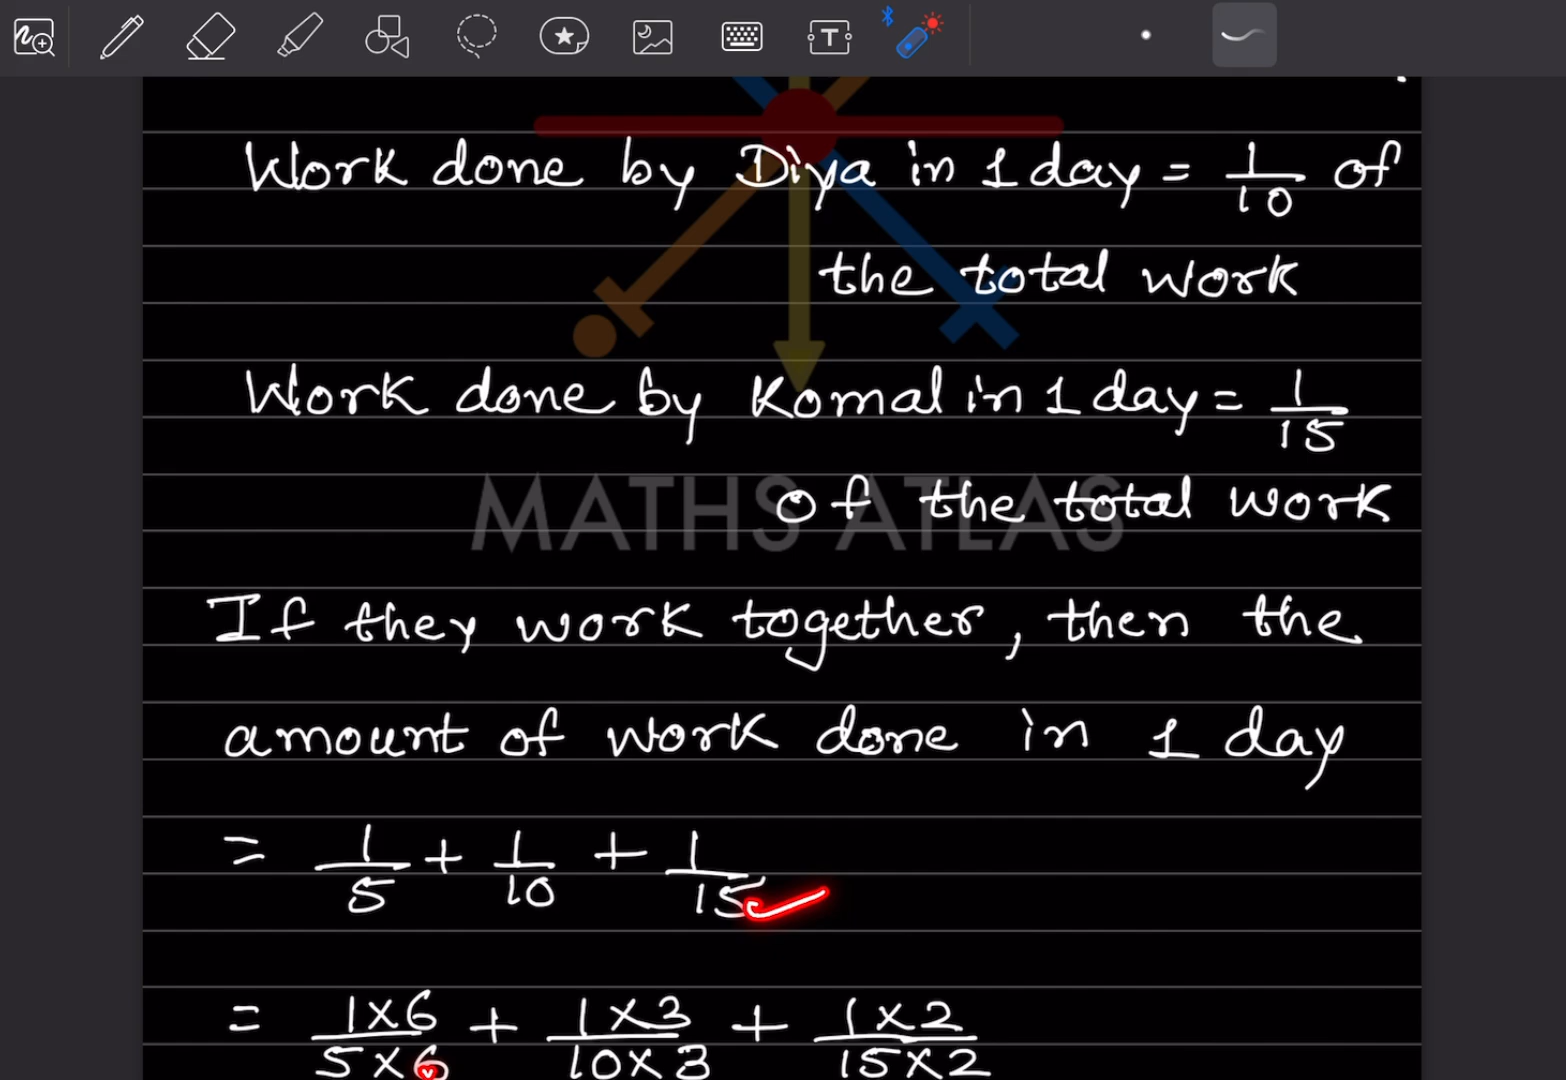 Work done by Diya in 1 day = 1/10 of
the total work
Work done by Komal in 1 day = 1/15
of the total work
MATHS ATLAS
If they work together, then the
amount of work done in 1 day
= 1/5 + 1/10 + 1/15
= 1×6/5×6 + 1×3/10×3 + 1×2/15×2